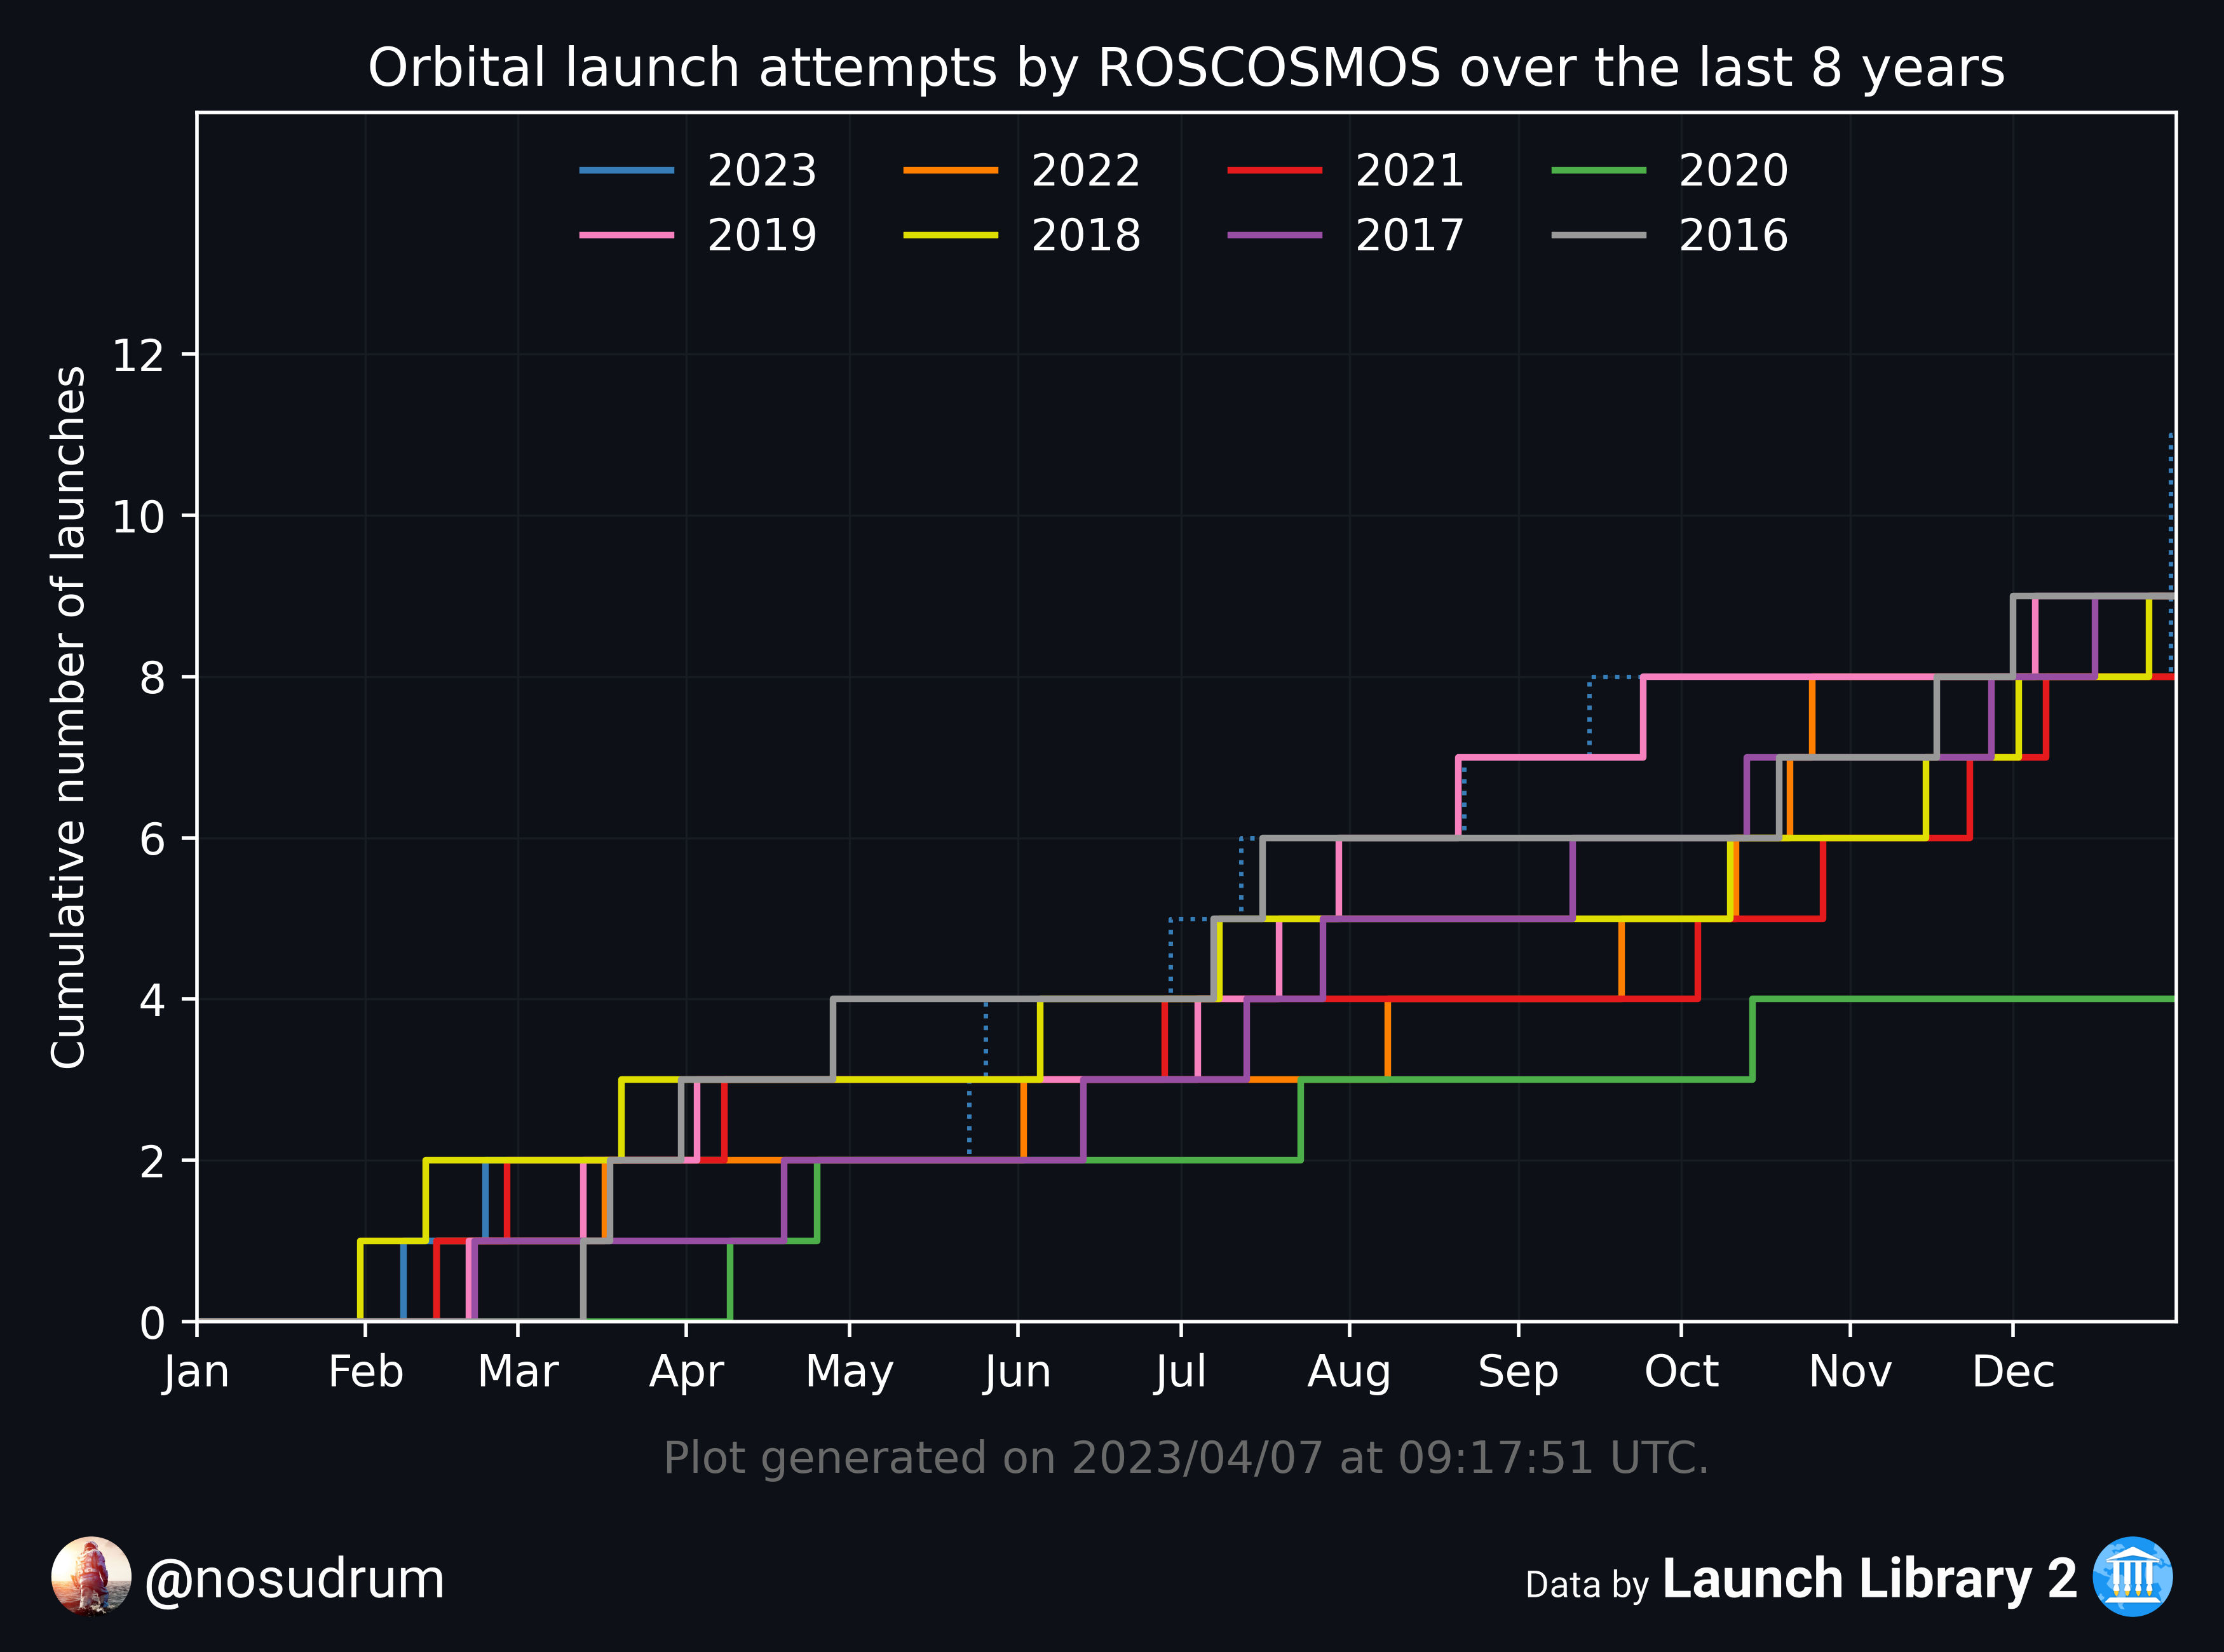 Orbital launch attempts by ROSCOSMOS over the last 8 years
2023 2022 2021 2020
2019 2018 2017 2016
Cumulative number of launches
12
10
8
6
4
2
0
Jan Feb Mar Apr May Jun Jul Aug Sep Oct Nov Dec
Plot generated on 2023/04/07 at 09:17:51 UTC.
@nosudrum
Data by Launch Library 2